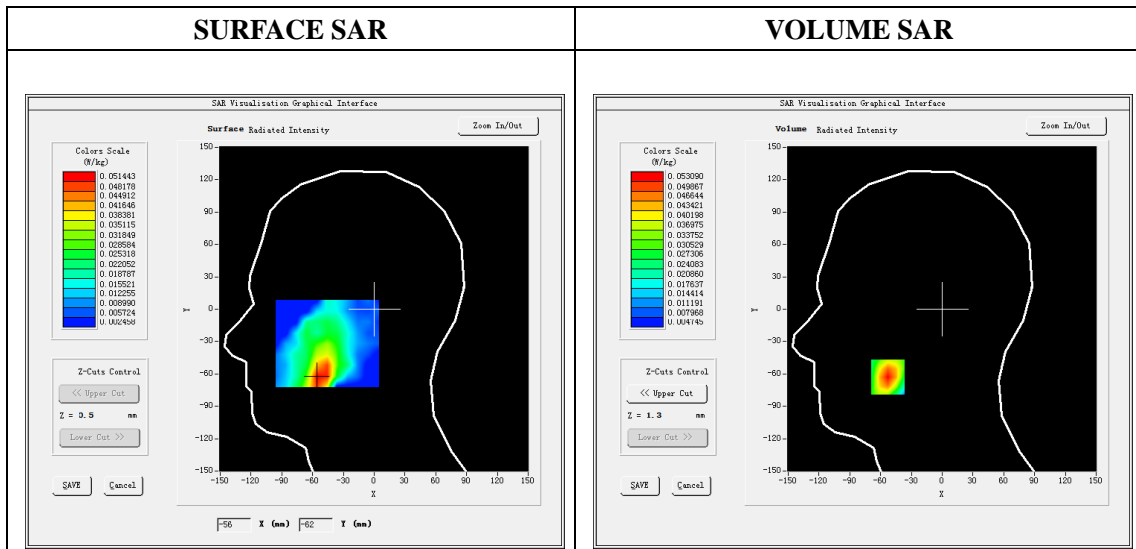 SURFACE SAR
VOLUME SAR
SAR Visualisation Graphical Interface
Surface Radiated Intensity
Zoom In/Out
Colors Scale
(W/kg)
0.051443
0.048178
0.044912
0.041646
0.038381
0.035115
0.031849
0.028584
0.025318
0.022052
0.018787
0.015521
0.012255
0.008990
0.005724
0.002458
Z-Cuts Control
<< Upper Cut
Z = 0.5 mm
Lower Cut >>
SAVE
Cancel
150
120
90
60
30
0
-30
-60
-90
-120
-150
Y
-150 -120 -90 -60 -30 0 30 60 90 120 150
X
-56 X (mm) -62 Y (mm)
SAR Visualisation Graphical Interface
Volume Radiated Intensity
Zoom In/Out
Colors Scale
(W/kg)
0.053090
0.049867
0.046644
0.043421
0.040198
0.036975
0.033752
0.030529
0.027306
0.024083
0.020860
0.017637
0.014414
0.011191
0.007968
0.004745
Z-Cuts Control
<< Upper Cut
Z = 1.3 mm
Lower Cut >>
SAVE
Cancel
150
120
90
60
30
0
-30
-60
-90
-120
-150
Y
-150 -120 -90 -60 -30 0 30 60 90 120 150
X